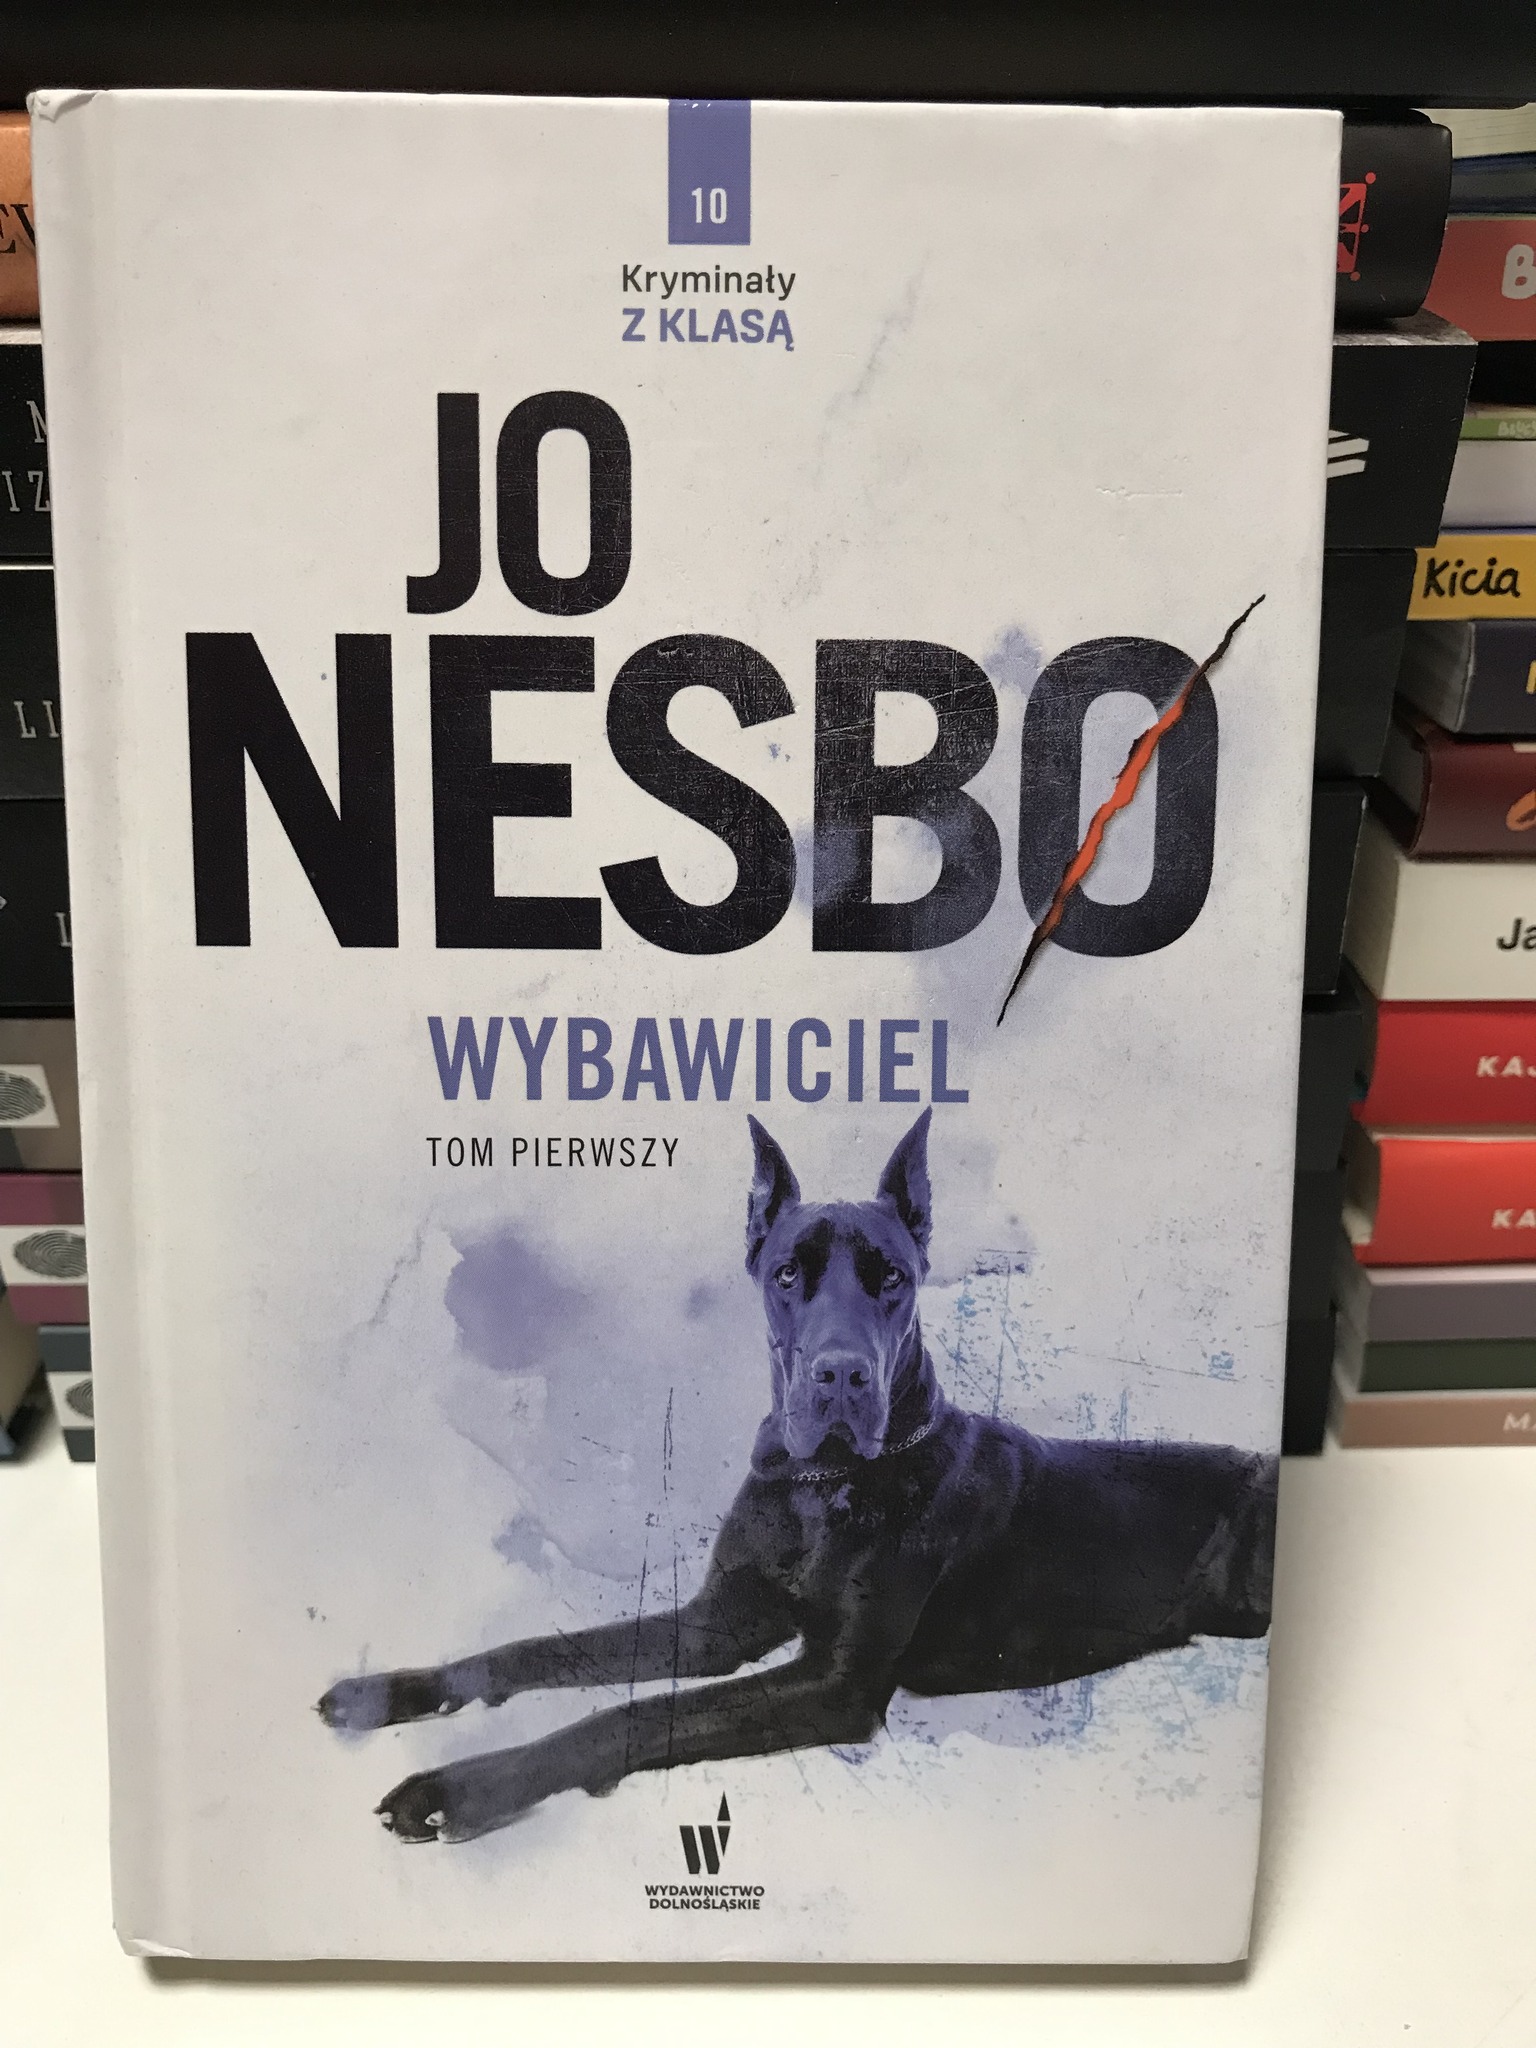 10
Kryminały
Z KLASĄ
JO
NESBØ
WYBAWICIEL
TOM PIERWSZY
WYDAWNICTWO
DOLNOŚLĄSKIE
Kicia